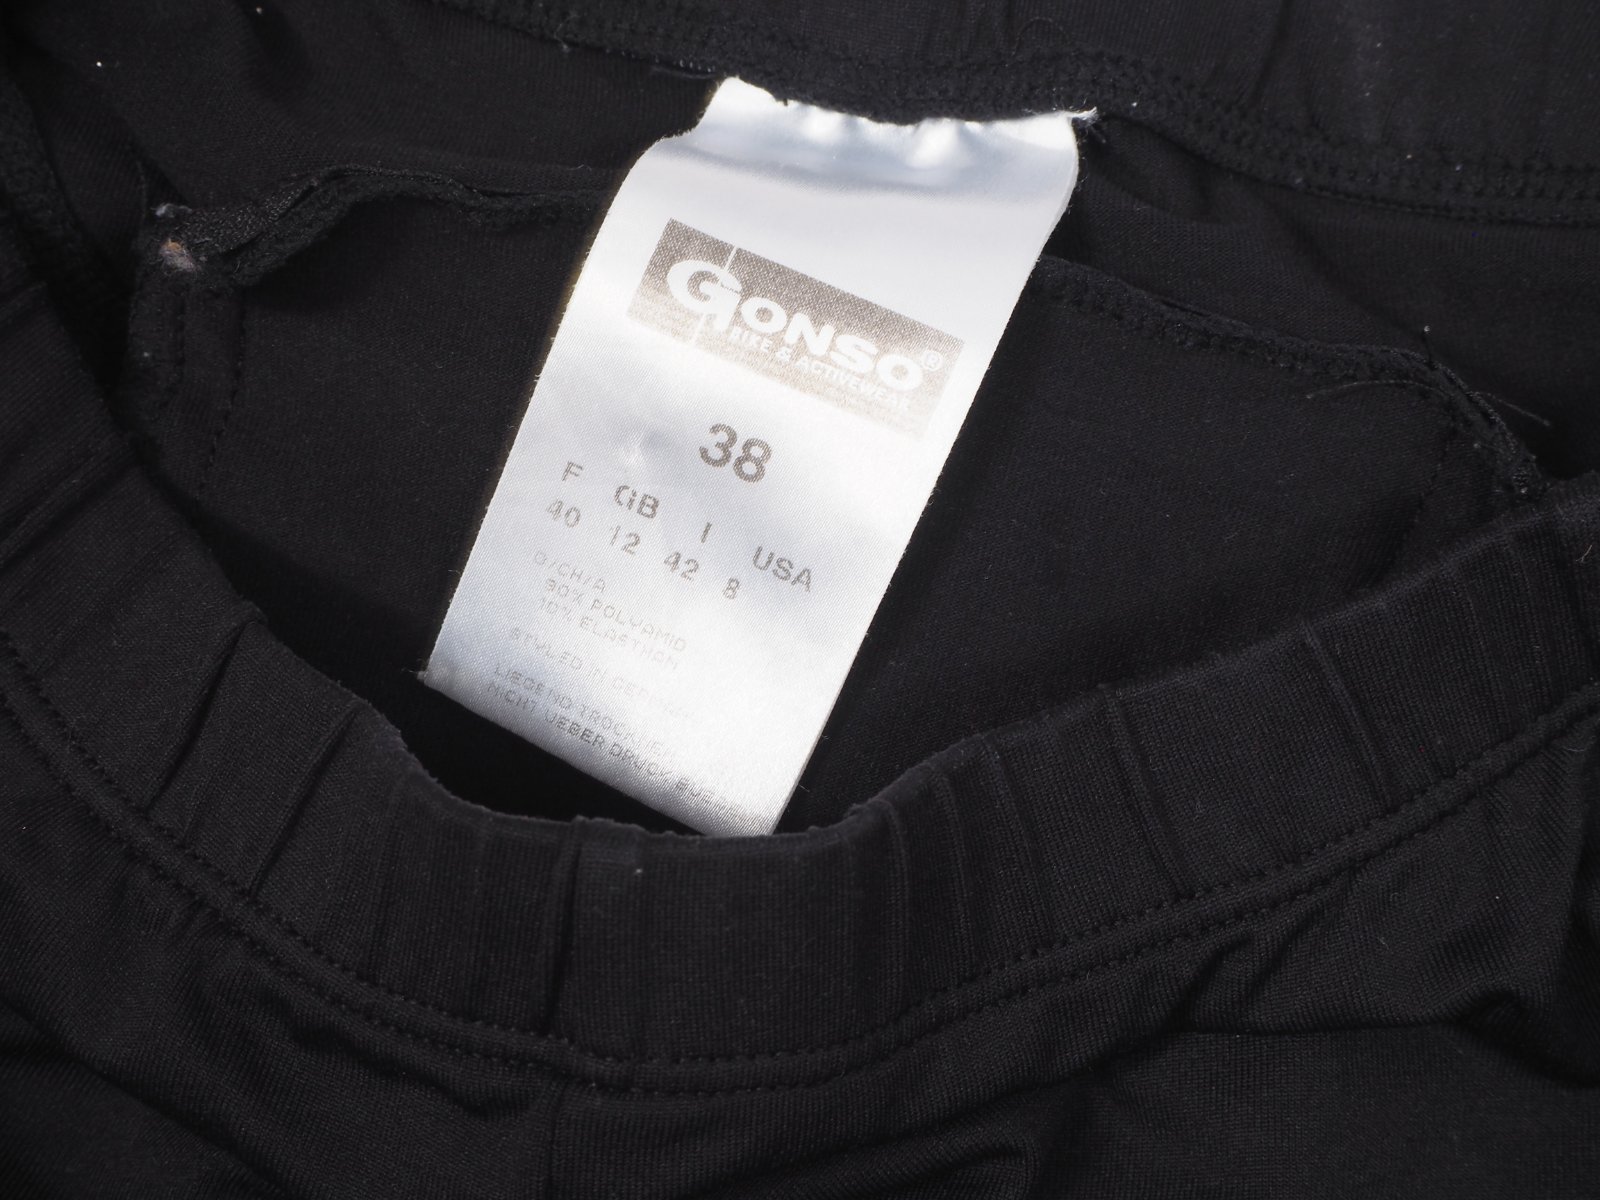 GONSO®
BIKE & ACTIVEWEAR
38
F GB I USA
40 12 42 8
D/CH/A
90% POLYAMID
10% ELASTHAN
STYLED IN GERMANY
LIEGEND TROCKNEN
NICHT UEBER DRUCK